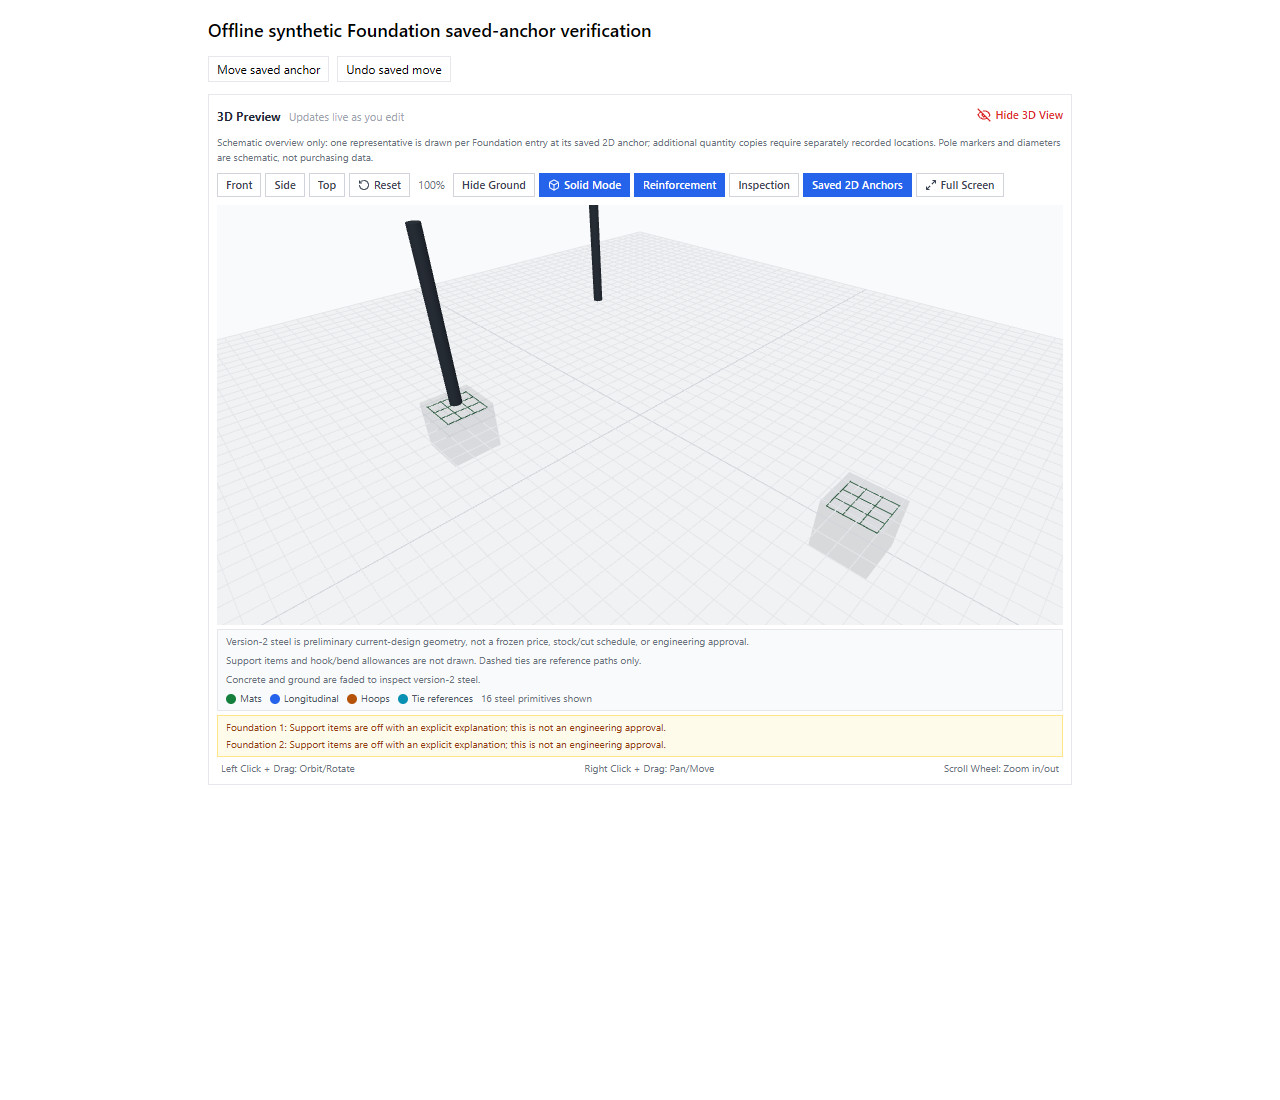 Offline synthetic Foundation saved-anchor verification
Move saved anchor
Undo saved move
3D Preview Updates live as you edit
Hide 3D View
Schematic overview only: one representative is drawn per Foundation entry at its saved 2D anchor; additional quantity copies require separately recorded locations. Pole markers and diameters
are schematic, not purchasing data.
Front Side Top Reset 100% Hide Ground Solid Mode Reinforcement Inspection Saved 2D Anchors Full Screen
Version-2 steel is preliminary current-design geometry, not a frozen price, stock/cut schedule, or engineering approval.
Support items and hook/bend allowances are not drawn. Dashed ties are reference paths only.
Concrete and ground are faded to inspect version-2 steel.
Mats Longitudinal Hoops Tie references 16 steel primitives shown
Foundation 1: Support items are off with an explicit explanation; this is not an engineering approval.
Foundation 2: Support items are off with an explicit explanation; this is not an engineering approval.
Left Click + Drag: Orbit/Rotate
Right Click + Drag: Pan/Move
Scroll Wheel: Zoom in/out